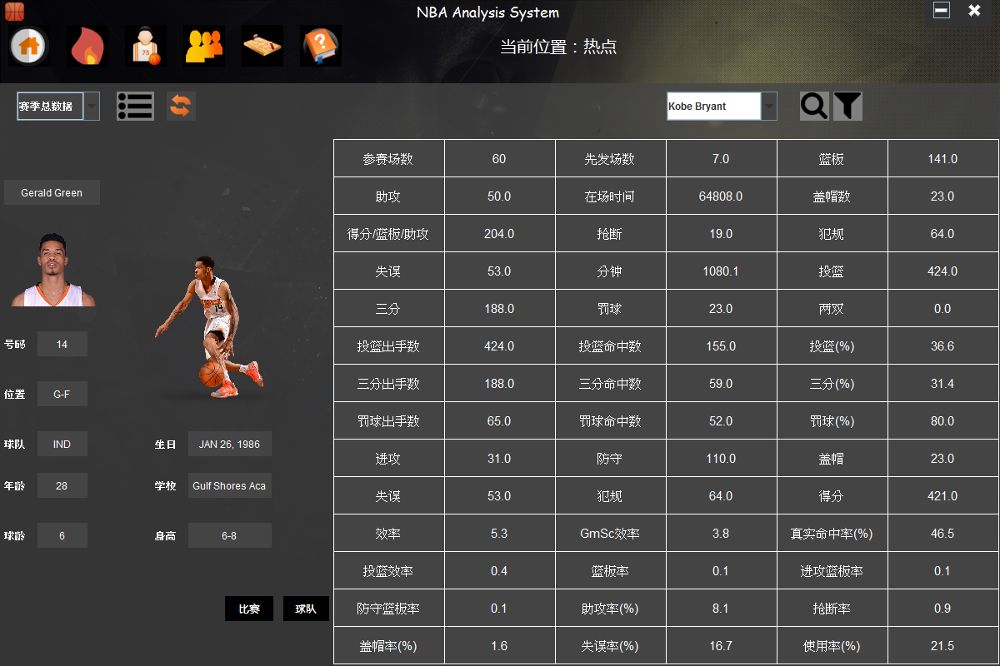 NBA Analysis System
当前位置：热点
赛季总数据
Kobe Bryant
Gerald Green
号码 14
位置 G-F
球队 IND 生日 JAN 26, 1986
年龄 28 学校 Gulf Shores Aca
球龄 6 身高 6-8
比赛 球队
参赛场数 60 先发场数 7.0 篮板 141.0
助攻 50.0 在场时间 64808.0 盖帽数 23.0
得分/篮板/助攻 204.0 抢断 19.0 犯规 64.0
失误 53.0 分钟 1080.1 投篮 424.0
三分 188.0 罚球 23.0 两双 0.0
投篮出手数 424.0 投篮命中数 155.0 投篮(%) 36.6
三分出手数 188.0 三分命中数 59.0 三分(%) 31.4
罚球出手数 65.0 罚球命中数 52.0 罚球(%) 80.0
进攻 31.0 防守 110.0 盖帽 23.0
失误 53.0 犯规 64.0 得分 421.0
效率 5.3 GmSc效率 3.8 真实命中率(%) 46.5
投篮效率 0.4 篮板率 0.1 进攻篮板率 0.1
防守篮板率 0.1 助攻率(%) 8.1 抢断率 0.9
盖帽率(%) 1.6 失误率(%) 16.7 使用率(%) 21.5